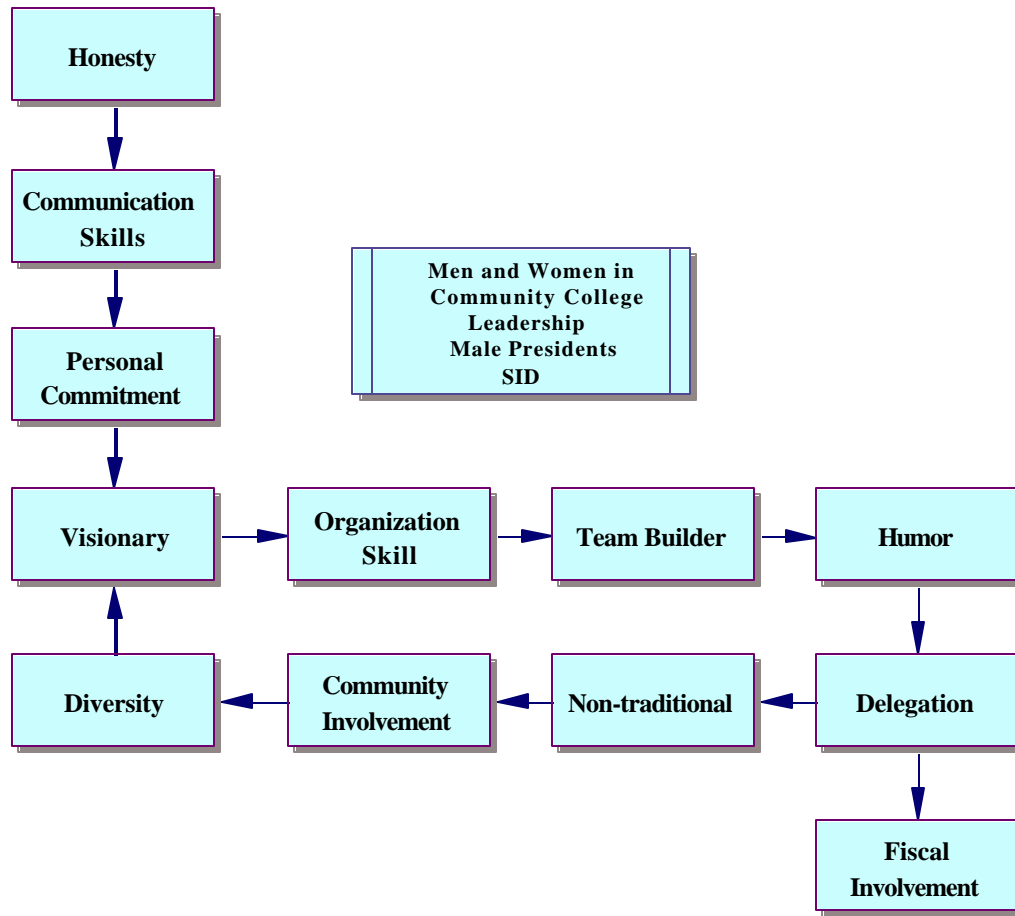 Honesty
Communication
Skills
Men and Women in
Community College
Leadership
Male Presidents
SID
Personal
Commitment
Visionary
Organization
Skill
Team Builder
Humor
Diversity
Community
Involvement
Non-traditional
Delegation
Fiscal
Involvement